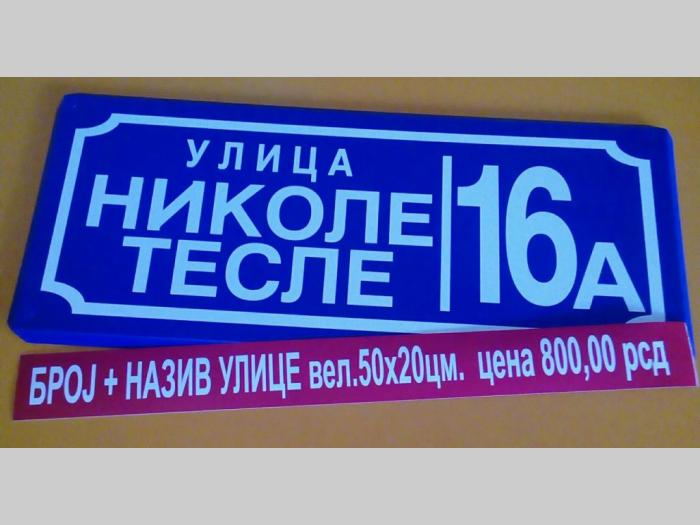 УЛИЦА
НИКОЛЕ
ТЕСЛЕ
16А
БРОЈ + НАЗИВ УЛИЦЕ вел.50x20цм. цена 800,00 рсд